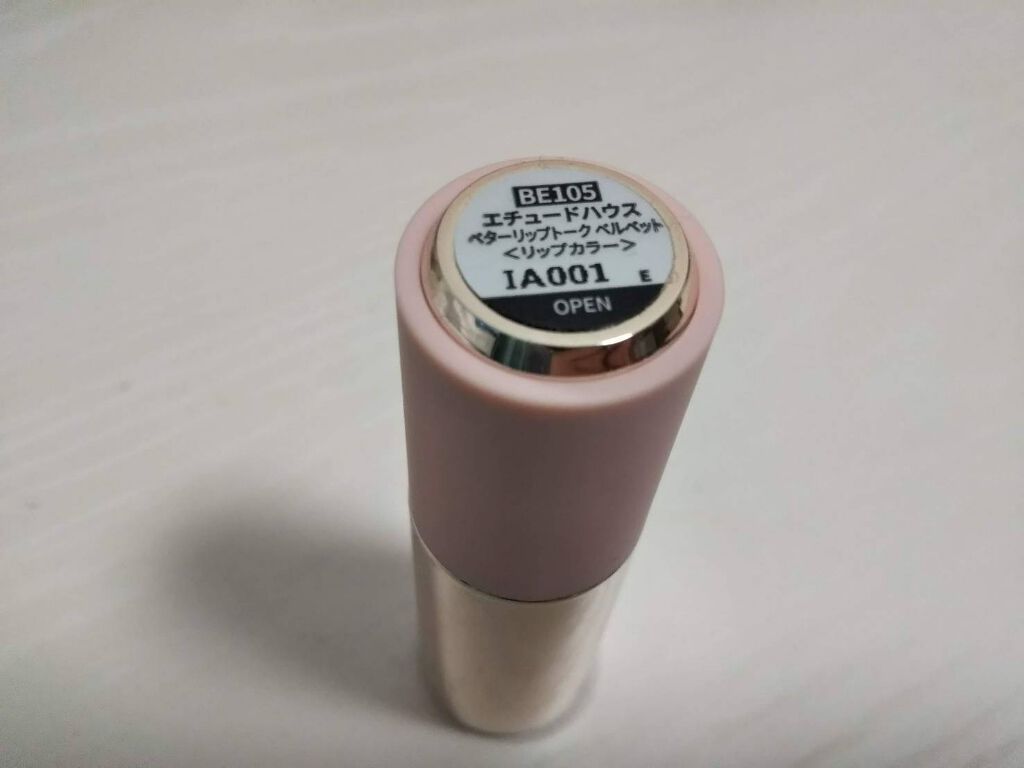 BE105
エチュードハウス
ベターリップトーク ベルベット
<リップカラー>
IA001 E
OPEN